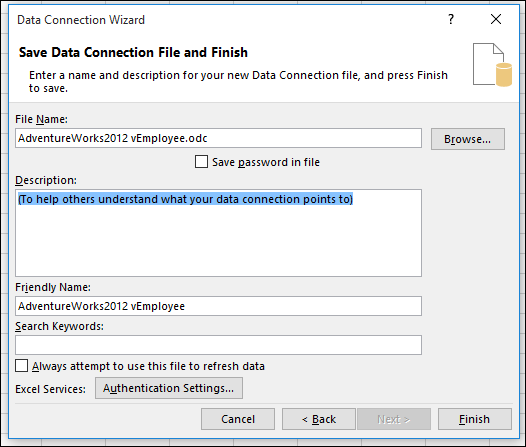 Data Connection Wizard
Save Data Connection File and Finish
Enter a name and description for your new Data Connection file, and press Finish
to save.
File Name:
AdventureWorks2012 vEmployee.odc
Browse...
Save password in file
Description:
(To help others understand what your data connection points to)
Friendly Name:
AdventureWorks2012 vEmployee
Search Keywords:
Always attempt to use this file to refresh data
Excel Services:
Authentication Settings...
Cancel
< Back
Next >
Finish